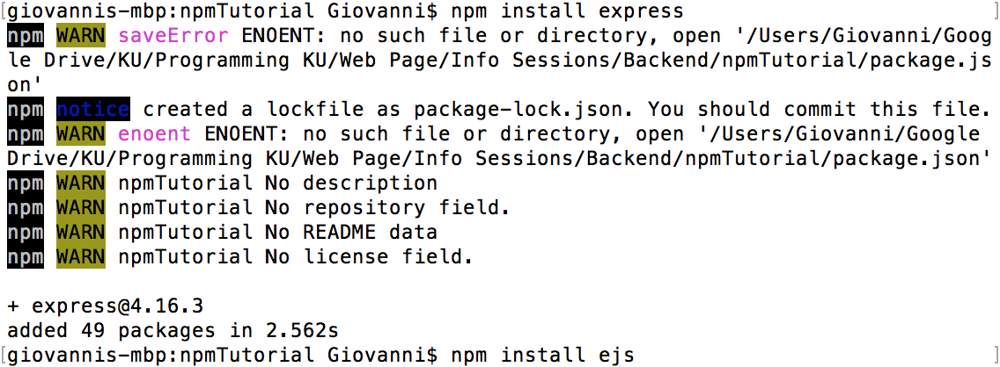 [giovannis-mbp:npmTutorial Giovanni$ npm install express ]
npm WARN saveError ENOENT: no such file or directory, open '/Users/Giovanni/Goog
le Drive/KU/Programming KU/Web Page/Info Sessions/Backend/npmTutorial/package.js
on'
npm notice created a lockfile as package-lock.json. You should commit this file.
npm WARN enoent ENOENT: no such file or directory, open '/Users/Giovanni/Google 
Drive/KU/Programming KU/Web Page/Info Sessions/Backend/npmTutorial/package.json'
npm WARN npmTutorial No description
npm WARN npmTutorial No repository field.
npm WARN npmTutorial No README data
npm WARN npmTutorial No license field.

+ express@4.16.3
added 49 packages in 2.562s
[giovannis-mbp:npmTutorial Giovanni$ npm install ejs ]